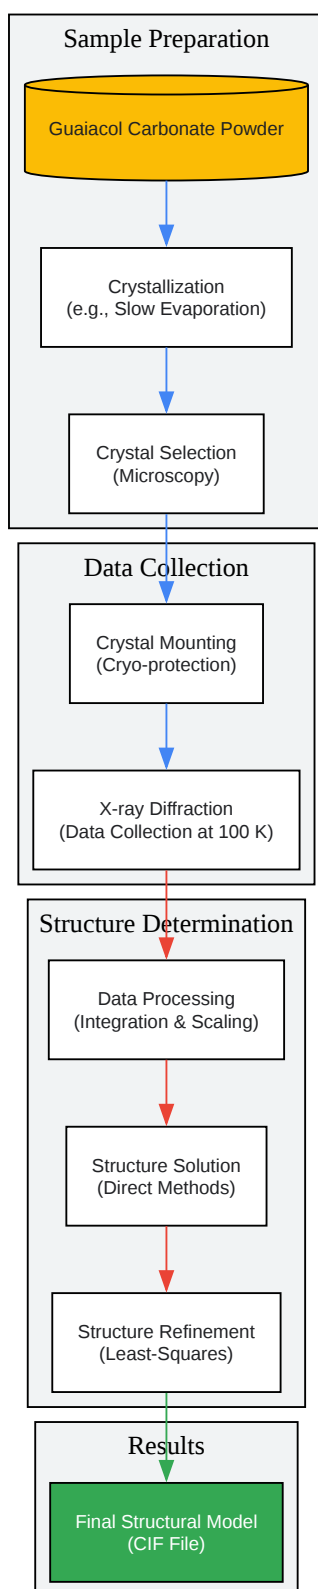 Sample Preparation
Guaiacol Carbonate Powder
Crystallization
(e.g., Slow Evaporation)
Crystal Selection
(Microscopy)
Data Collection
Crystal Mounting
(Cryo-protection)
X-ray Diffraction
(Data Collection at 100 K)
Structure Determination
Data Processing
(Integration & Scaling)
Structure Solution
(Direct Methods)
Structure Refinement
(Least-Squares)
Results
Final Structural Model
(CIF File)